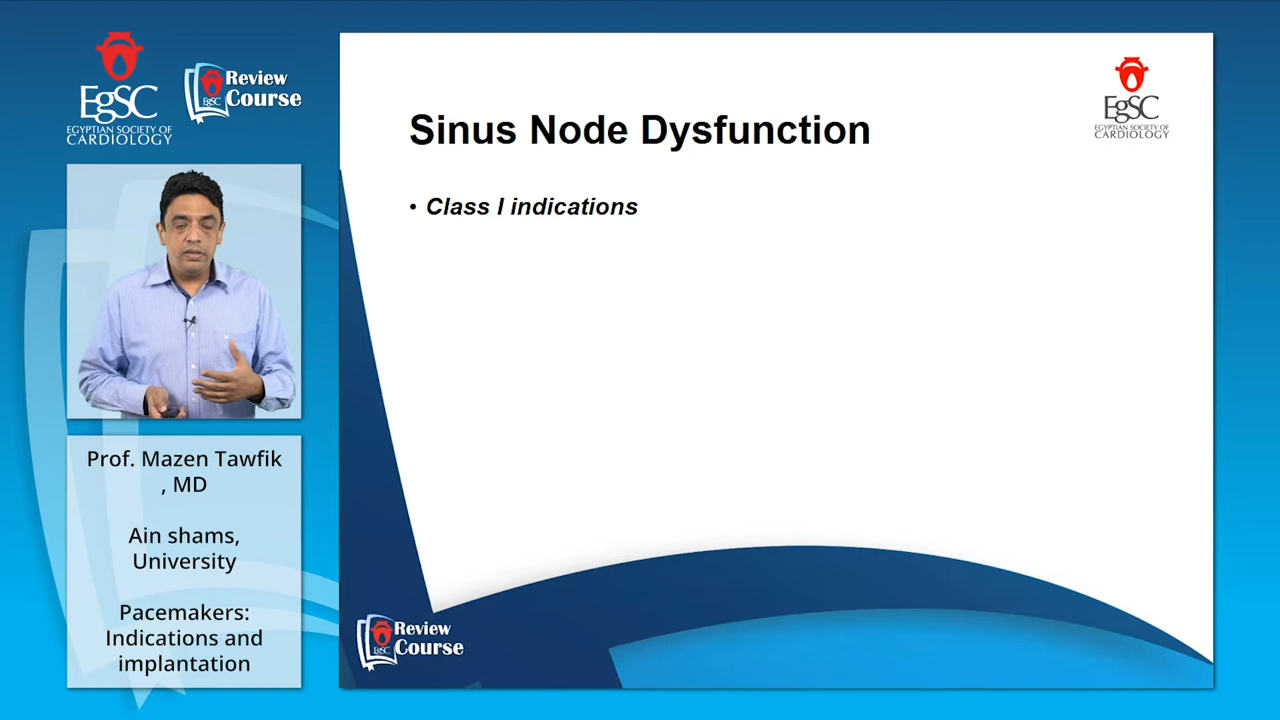 EgSC
EGYPTIAN SOCIETY OF
CARDIOLOGY
Review
Course
EgSC
Prof. Mazen Tawfik
, MD
Ain shams,
University
Pacemakers:
Indications and
implantation
Sinus Node Dysfunction
• Class I indications
EgSC
EGYPTIAN SOCIETY OF
CARDIOLOGY
Review
Course
EgSC